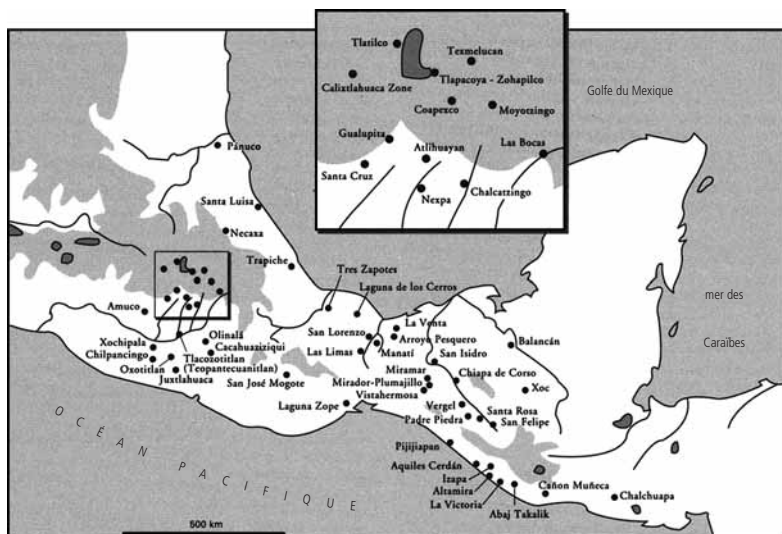 Tlatilco
Texmelucan
Tlapacoya - Zohapilco
Calixtlahuaca Zone
Coapexco
Moyotzingo
Gualupita
Atlihuayan
Las Bocas
Santa Cruz
Chalcatzingo
Nexpa
Golfe du Mexique
Pánuco
Santa Luisa
Necaxa
Trapiche
Tres Zapotes
Laguna de los Cerros
mer des
Caraïbes
Amuco
San Lorenzo
La Venta
Arroyo Pesquero
Balancán
Xochipala
Olinalá
Cacahuaziziqui
Chilpancingo
Las Limas
Manatí
San Isidro
Oxotitlan
Tlacozotitlan
(Teopantecuanitlan)
Juxtlahuaca
San José Mogote
Miramar
Mirador-Plumajillo
Vistahermosa
Chiapa de Corso
Xoc
Laguna Zope
Vergel
Padre Piedra
Santa Rosa
San Felipe
Pijijiapan
Aquiles Cerdán
Izapa
Altamira
La Victoria
Abaj Takalik
Cañon Muñeca
Chalchuapa
OCÉAN PACIFIQUE
500 km